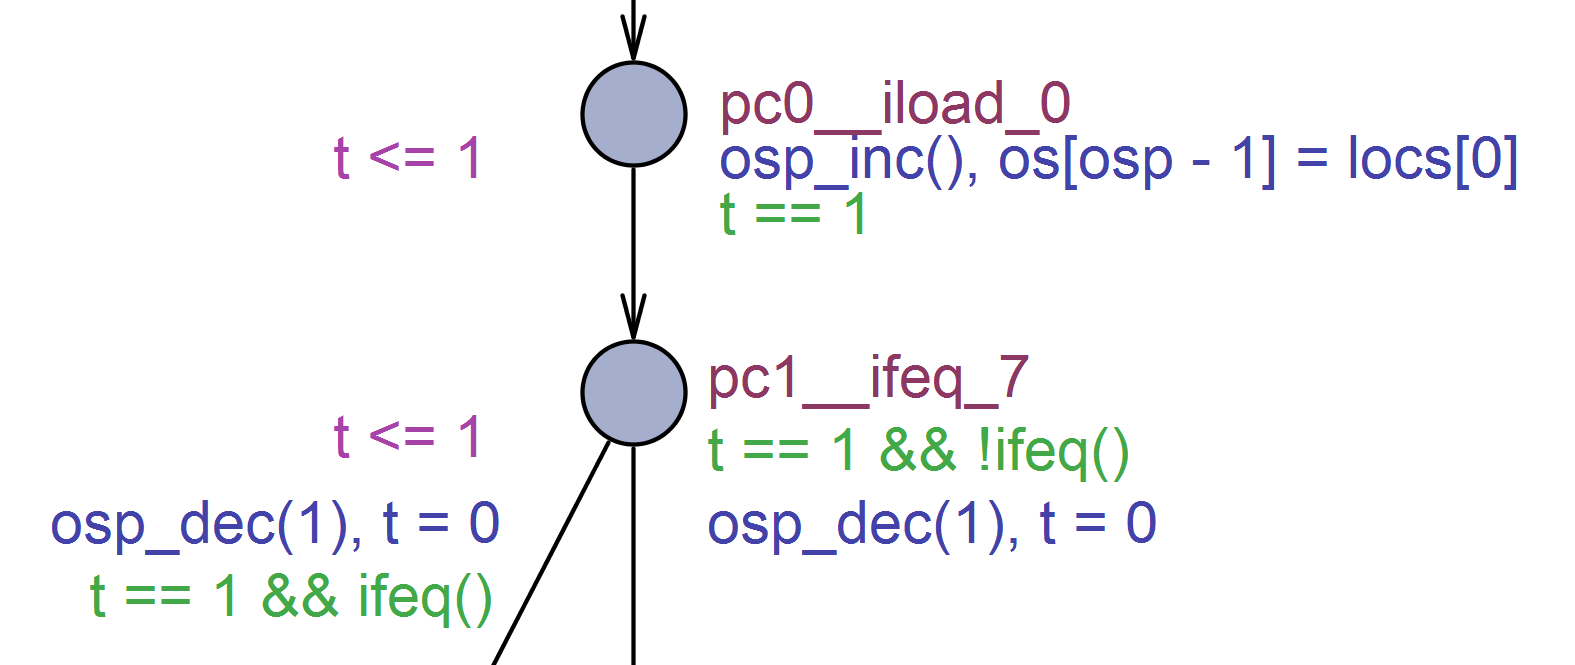 pc0__iload_0
t <= 1
osp_inc(), os[osp - 1] = locs[0]
t == 1
pc1__ifeq_7
t <= 1
t == 1 && !ifeq()
osp_dec(1), t = 0
osp_dec(1), t = 0
t == 1 && ifeq()